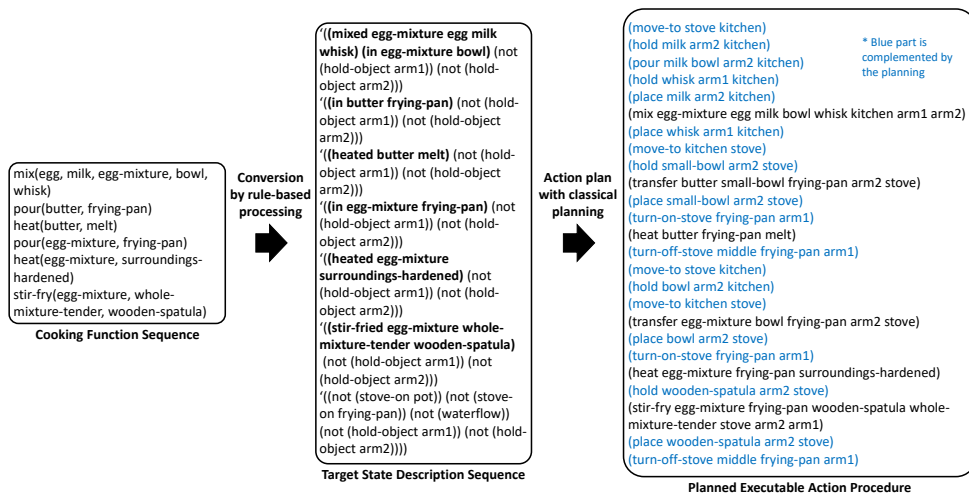 mix(egg, milk, egg-mixture, bowl,
whisk)
pour(butter, frying-pan)
heat(butter, melt)
pour(egg-mixture, frying-pan)
heat(egg-mixture, surroundings-
hardened)
stir-fry(egg-mixture, whole-
mixture-tender, wooden-spatula)
Cooking Function Sequence
Conversion
by rule-based
processing
‘((mixed egg-mixture egg milk
whisk) (in egg-mixture bowl) (not
(hold-object arm1)) (not (hold-
object arm2)))
‘((in butter frying-pan) (not (hold-
object arm1)) (not (hold-object
arm2)))
‘((heated butter melt) (not (hold-
object arm1)) (not (hold-object
arm2)))
‘((in egg-mixture frying-pan) (not
(hold-object arm1)) (not (hold-
object arm2))
‘((heated egg-mixture
surroundings-hardened) (not
(hold-object arm1)) (not (hold-
object arm2)))
‘((stir-fried egg-mixture whole-
mixture-tender wooden-spatula)
(not (hold-object arm1)) (not
(hold-object arm2)))
‘((not (stove-on pot)) (not (stove-
on frying-pan)) (not (waterflow))
(not (hold-object arm1)) (not (hold-
object arm2))))
Target State Description Sequence
Action plan
with classical
planning
(move-to stove kitchen)
(hold milk arm2 kitchen)
(pour milk bowl arm2 kitchen)
(hold whisk arm1 kitchen)
(place milk arm2 kitchen)
(mix egg-mixture egg milk bowl whisk kitchen arm1 arm2)
(place whisk arm1 kitchen)
(move-to kitchen stove)
(hold small-bowl arm2 stove)
(transfer butter small-bowl frying-pan arm2 stove)
(place small-bowl arm2 stove)
(turn-on-stove frying-pan arm1)
(heat butter frying-pan melt)
(turn-off-stove middle frying-pan arm1)
(move-to stove kitchen)
(hold bowl arm2 kitchen)
(move-to kitchen stove)
(transfer egg-mixture bowl frying-pan arm2 stove)
(place bowl arm2 stove)
(turn-on-stove frying-pan arm1)
(heat egg-mixture frying-pan surroundings-hardened)
(hold wooden-spatula arm2 stove)
(stir-fry egg-mixture frying-pan wooden-spatula whole-
mixture-tender stove arm2 arm1)
(place wooden-spatula arm2 stove)
(turn-off-stove middle frying-pan arm1)
* Blue part is
complemented by
the planning
Planned Executable Action Procedure